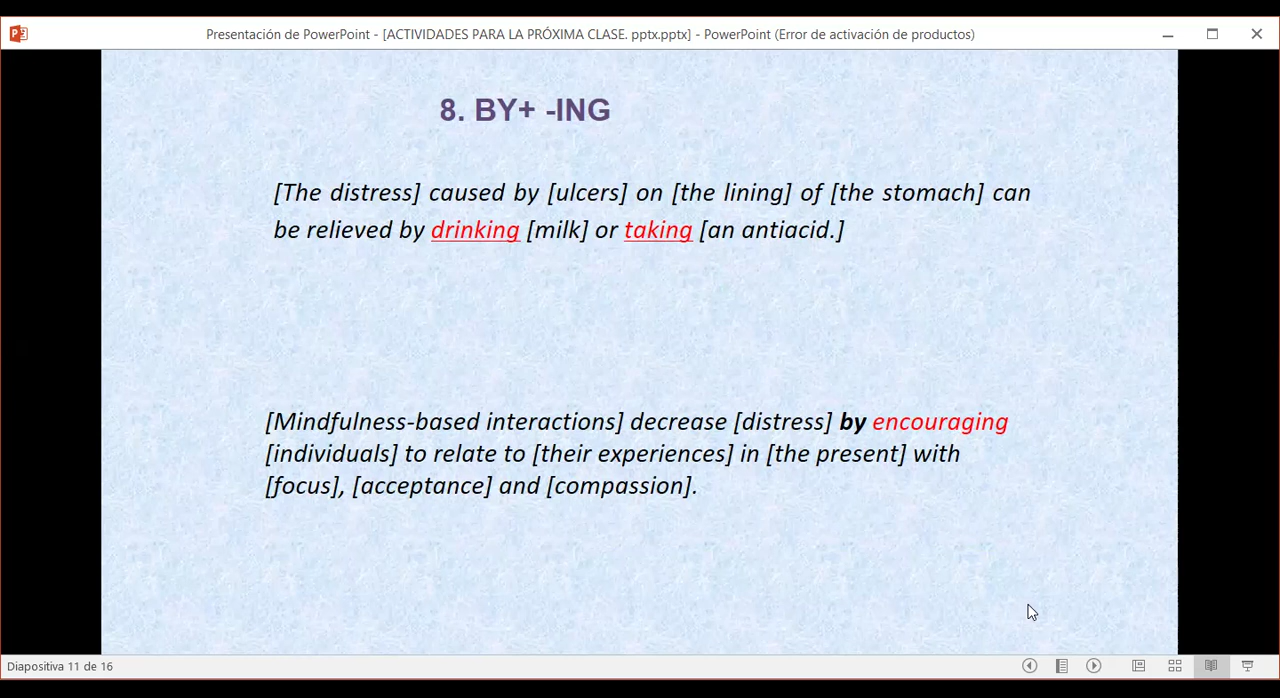 Presentación de PowerPoint - [ACTIVIDADES PARA LA PRÓXIMA CLASE. pptx.pptx] - PowerPoint (Error de activación de productos)
8. BY+ -ING
[The distress] caused by [ulcers] on [the lining] of [the stomach] can
be relieved by drinking [milk] or taking [an antiacid.]
[Mindfulness-based interactions] decrease [distress] by encouraging
[individuals] to relate to [their experiences] in [the present] with
[focus], [acceptance] and [compassion].
Diapositiva 11 de 16